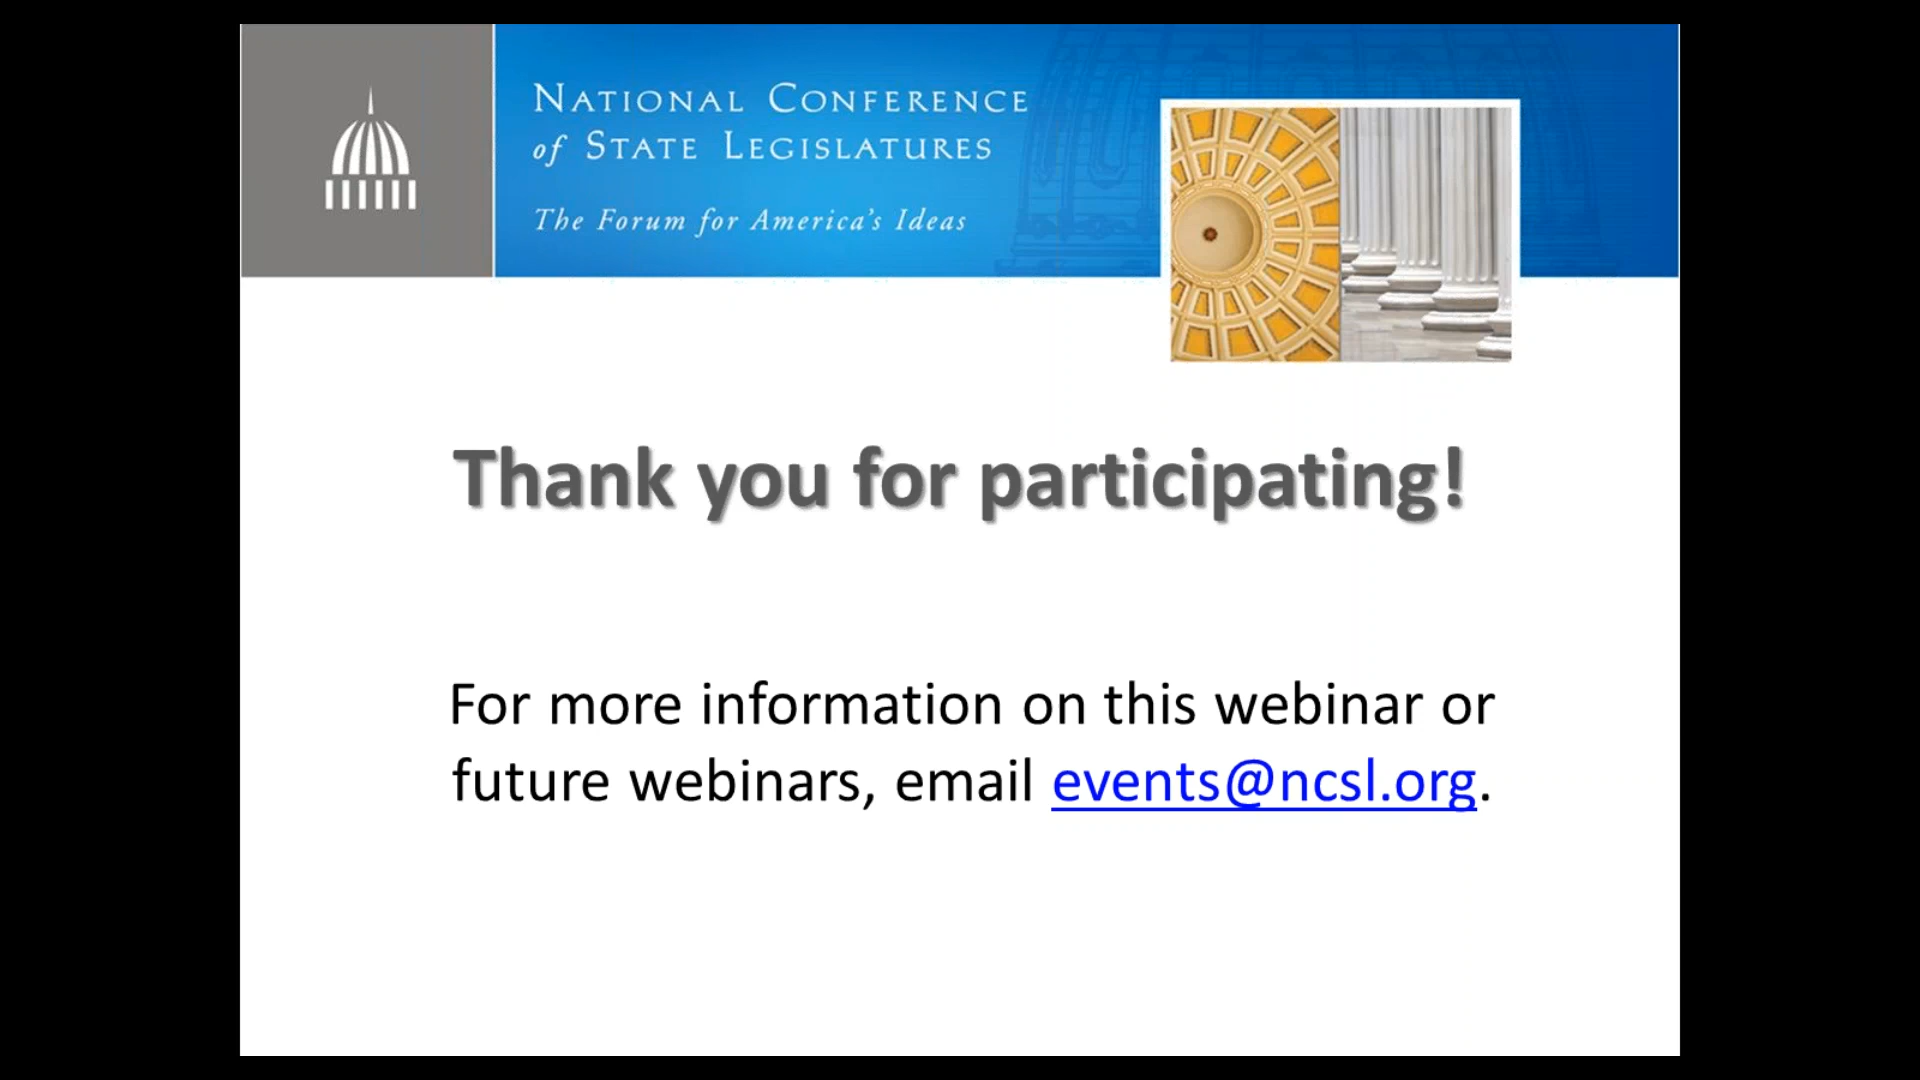 NATIONAL CONFERENCE
of STATE LEGISLATURES
The Forum for America's Ideas
Thank you for participating!
For more information on this webinar or
future webinars, email events@ncsl.org.